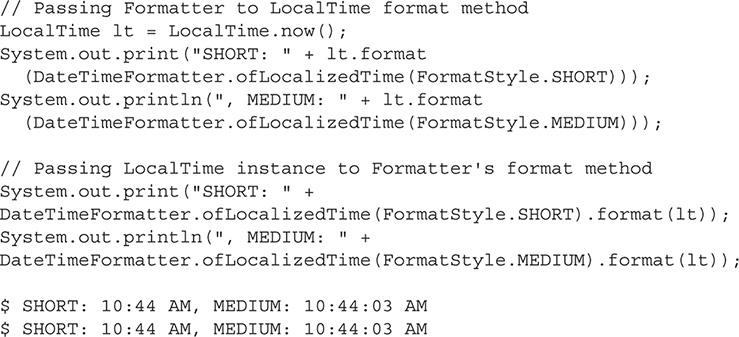 // Passing Formatter to LocalTime format method
LocalTime lt = LocalTime.now();
System.out.print("SHORT: " + lt.format
  (DateTimeFormatter.ofLocalizedTime(FormatStyle.SHORT)));
System.out.println(", MEDIUM: " + lt.format
  (DateTimeFormatter.ofLocalizedTime(FormatStyle.MEDIUM)));

// Passing LocalTime instance to Formatter's format method
System.out.print("SHORT: " +
DateTimeFormatter.ofLocalizedTime(FormatStyle.SHORT).format(lt));
System.out.println(", MEDIUM: " +
DateTimeFormatter.ofLocalizedTime(FormatStyle.MEDIUM).format(lt));

$ SHORT: 10:44 AM, MEDIUM: 10:44:03 AM
$ SHORT: 10:44 AM, MEDIUM: 10:44:03 AM